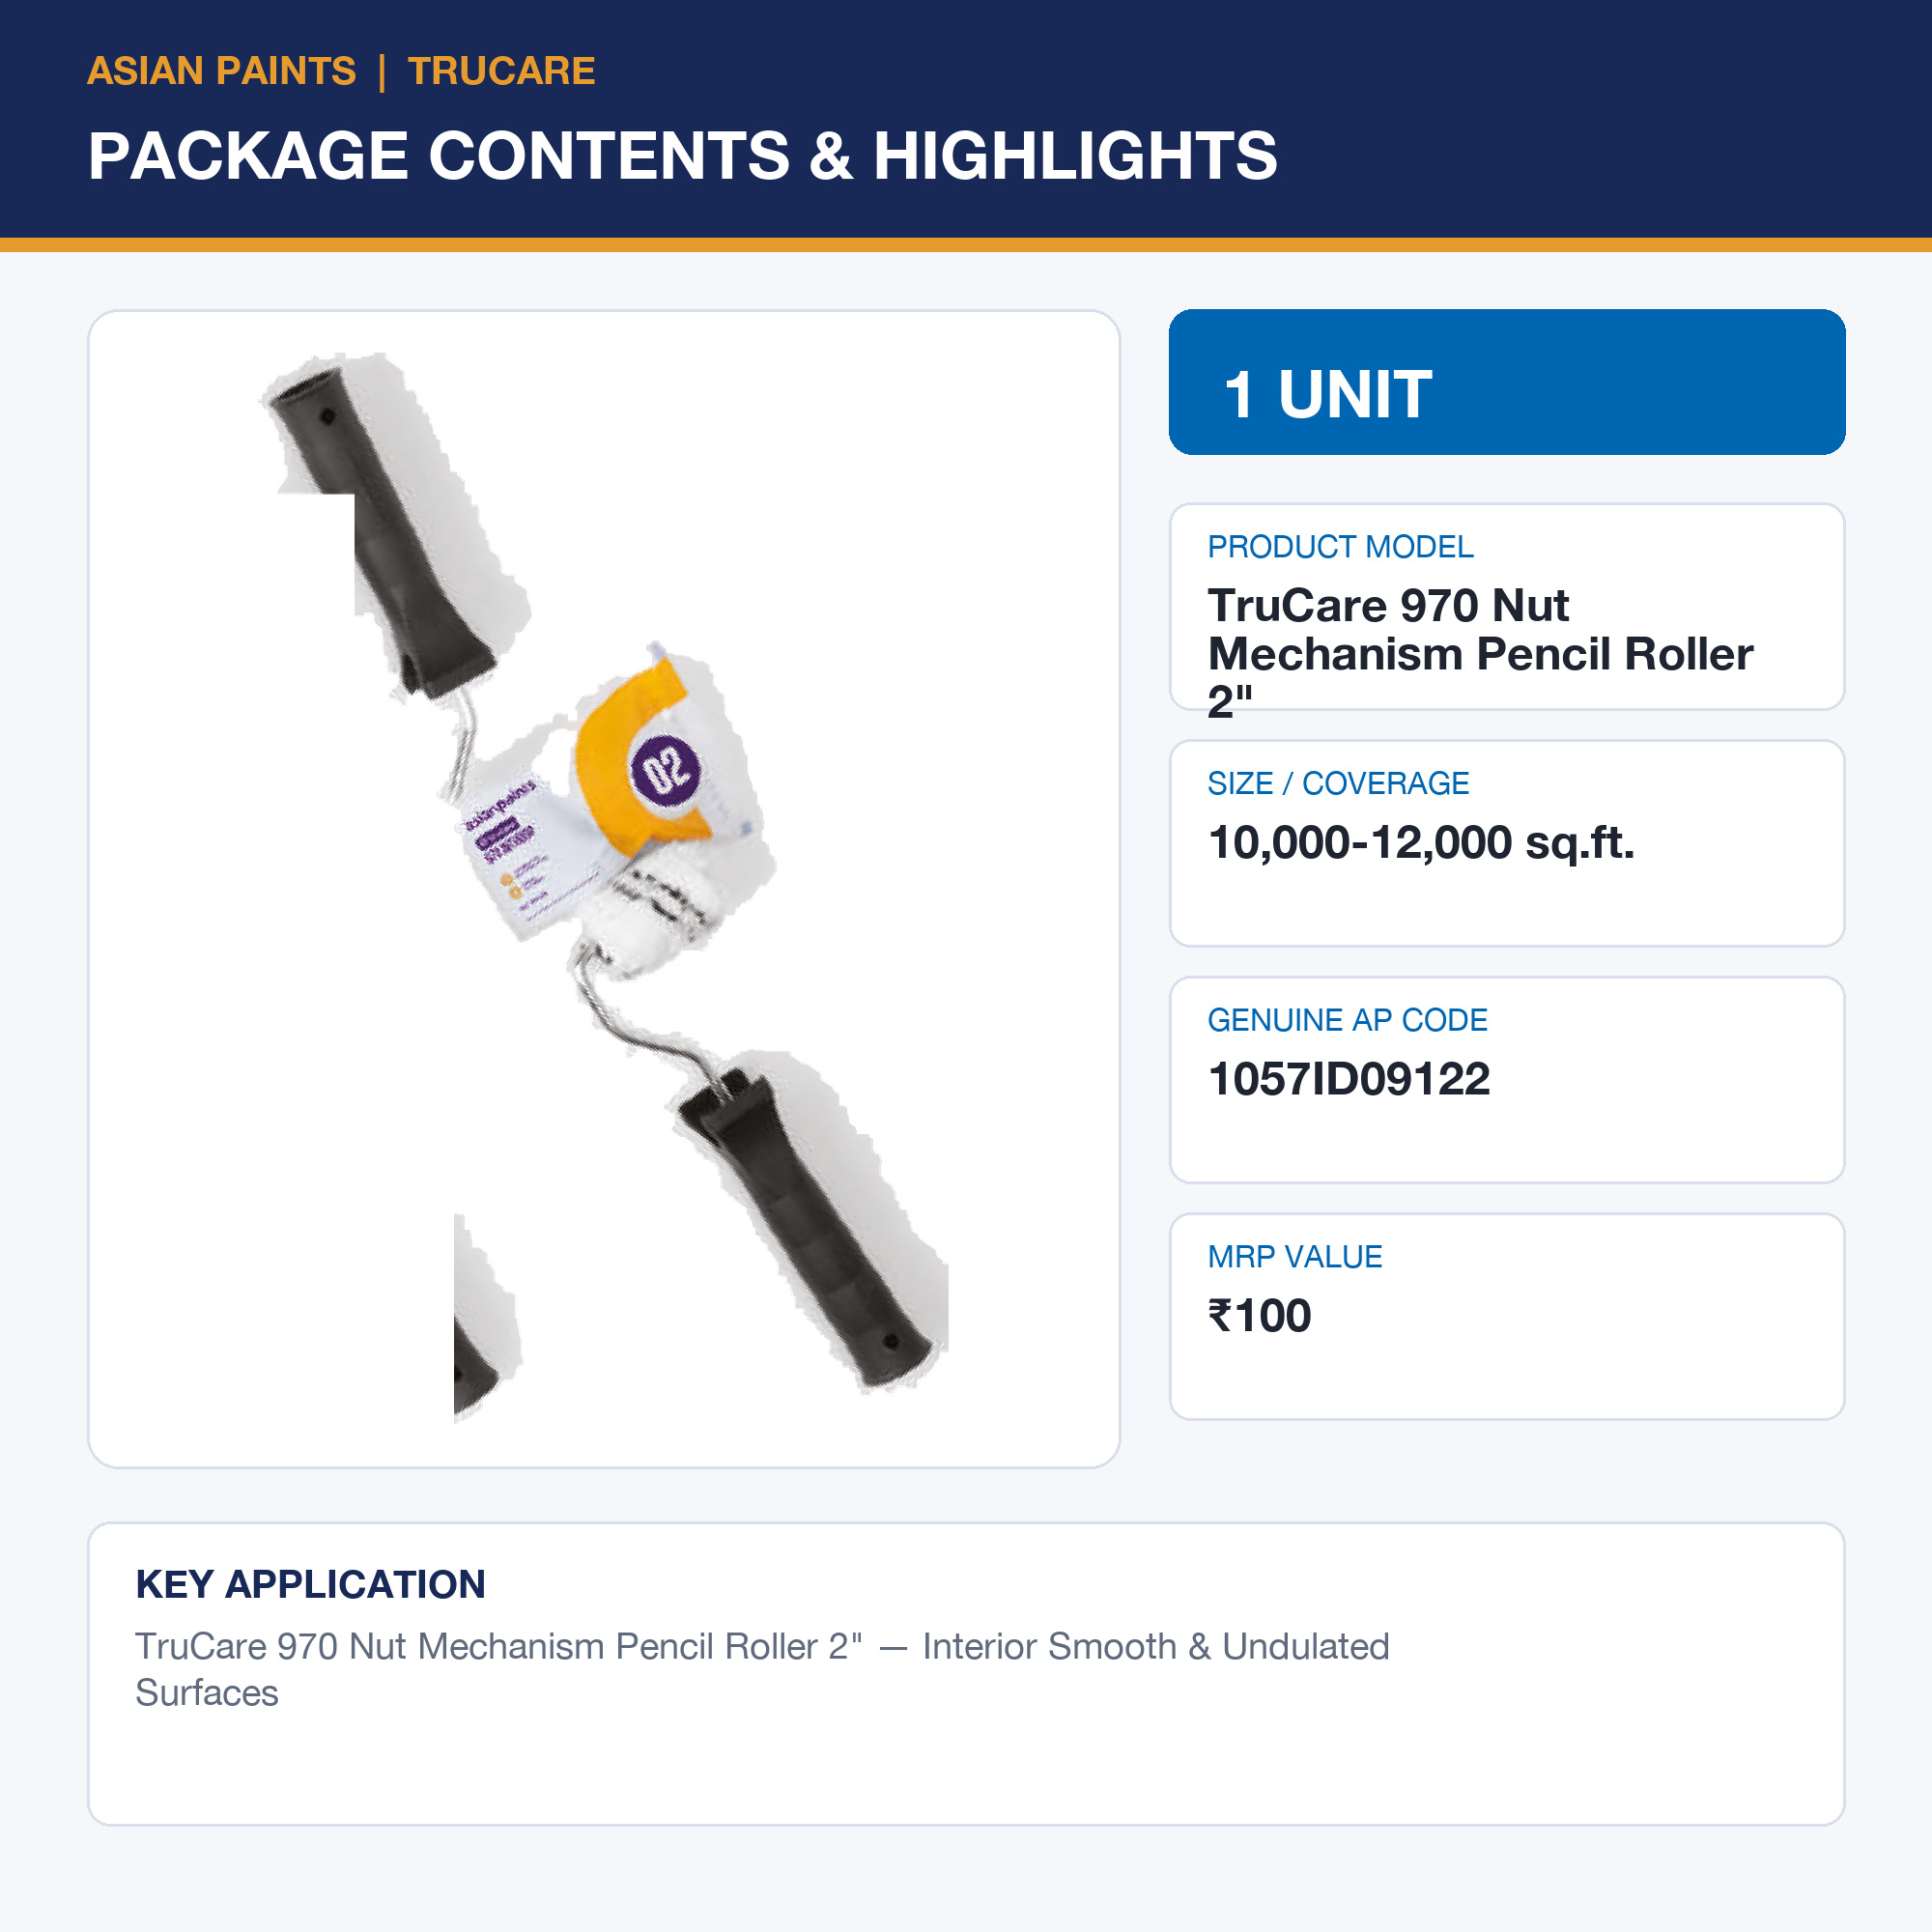 ASIAN PAINTS | TRUCARE
PACKAGE CONTENTS & HIGHLIGHTS
02
asianpaints
1 UNIT
PRODUCT MODEL
TruCare 970 Nut
Mechanism Pencil Roller
2"
SIZE / COVERAGE
10,000-12,000 sq.ft.
GENUINE AP CODE
1057ID09122
MRP VALUE
₹100
KEY APPLICATION
TruCare 970 Nut Mechanism Pencil Roller 2" — Interior Smooth & Undulated
Surfaces